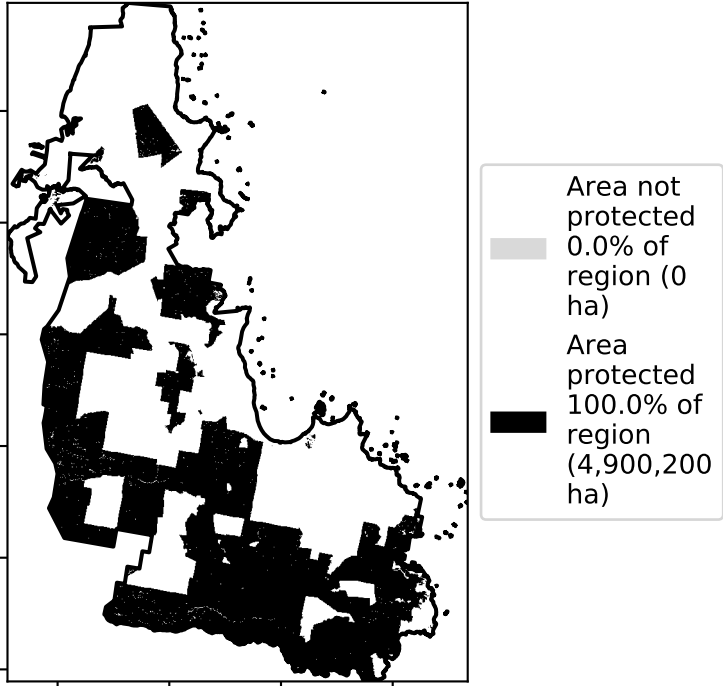 Area not
protected
0.0% of
region (0
ha)
Area
protected
100.0% of
region
(4,900,200
ha)